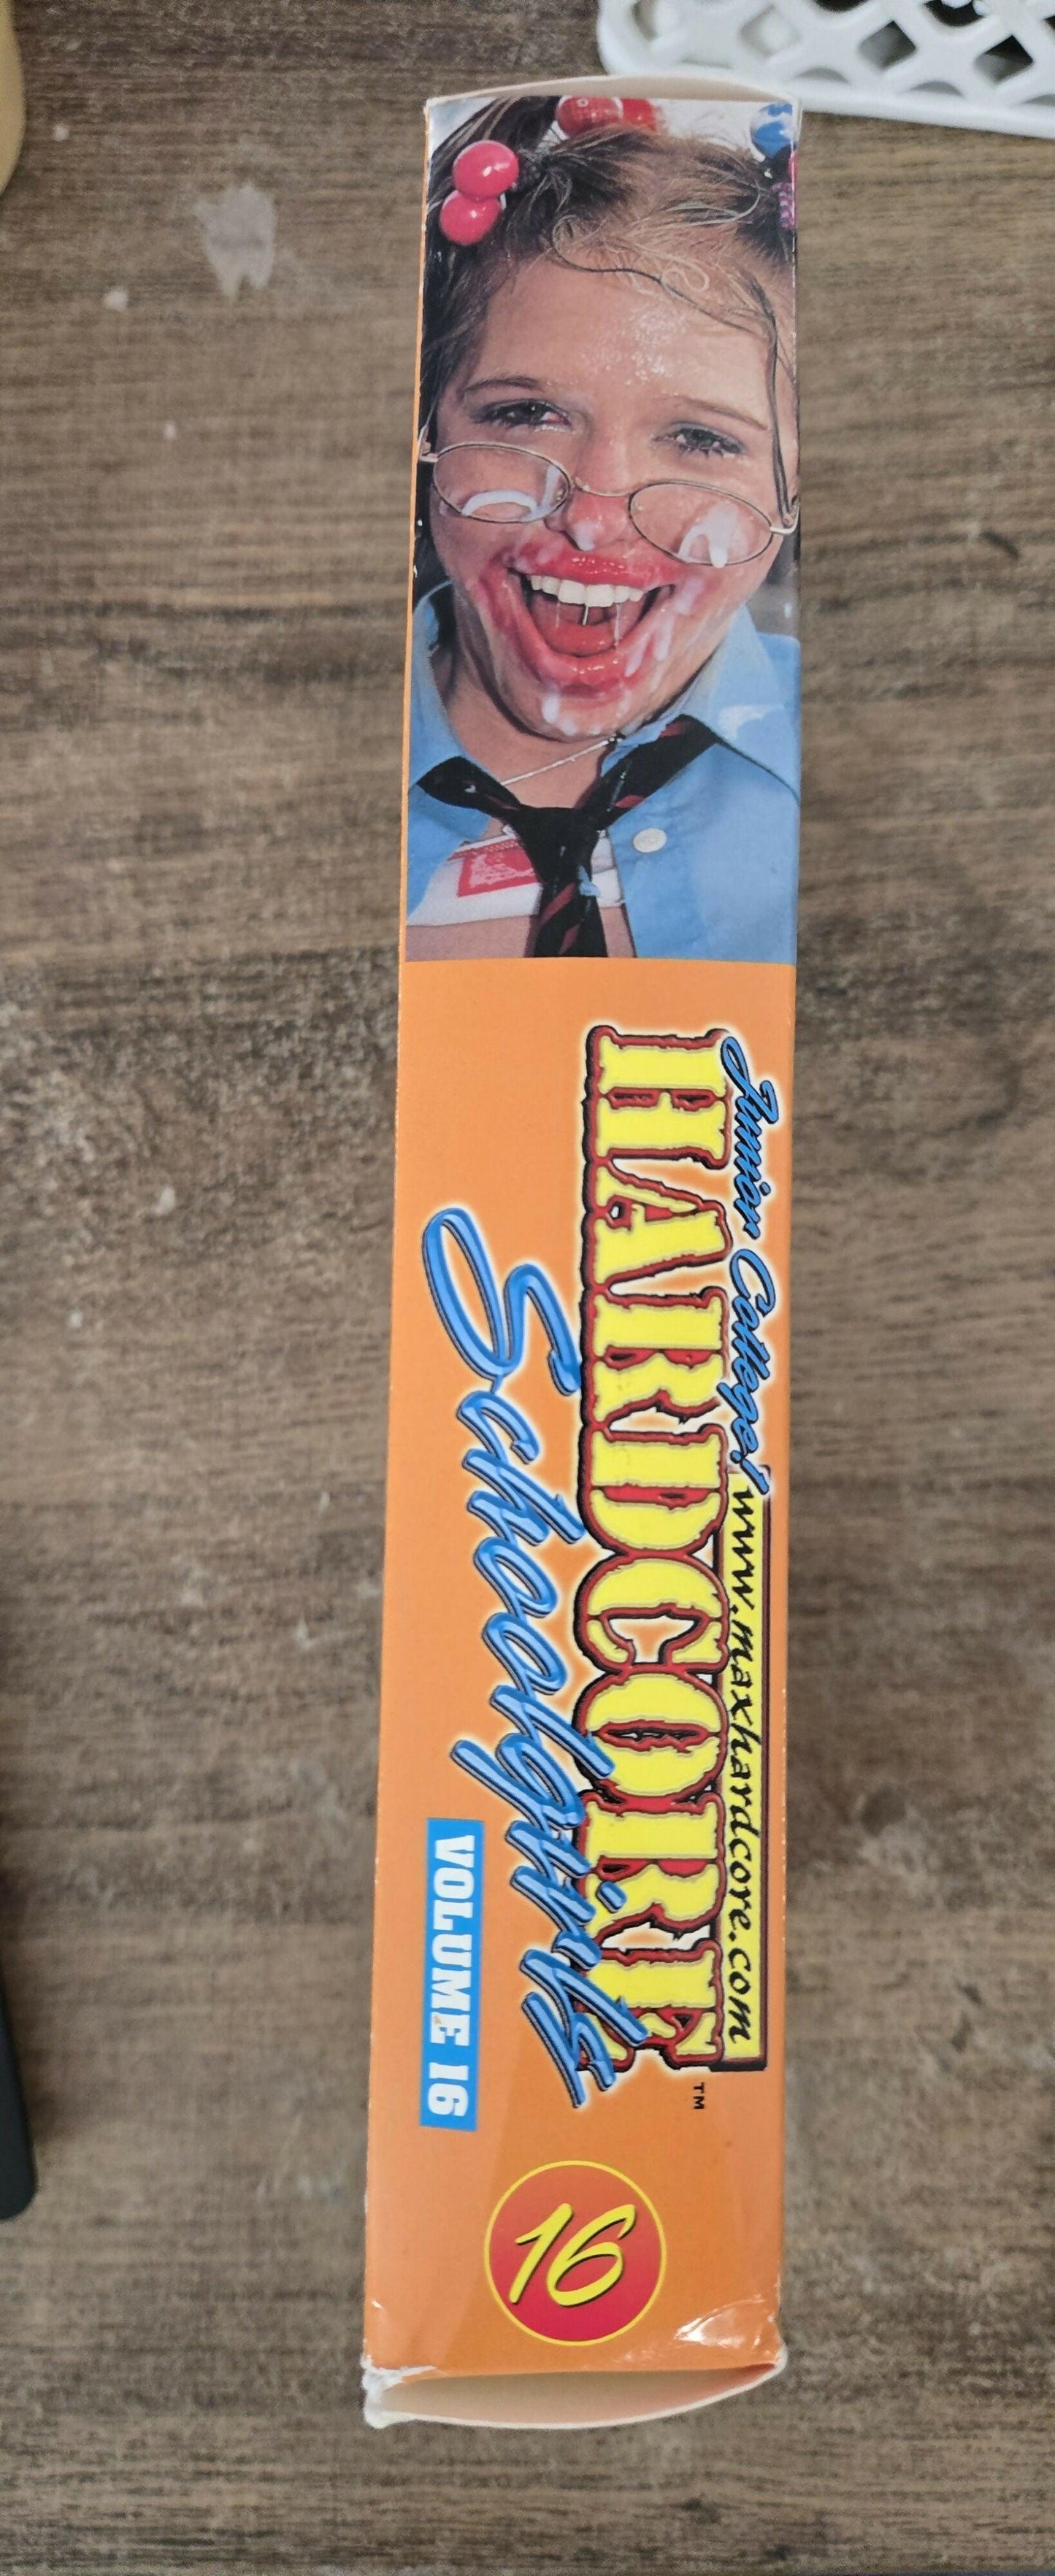 Junior College!
www.maxhardcore.com
HARDCORE
Schoolgirls
TM
VOLUME 16
16